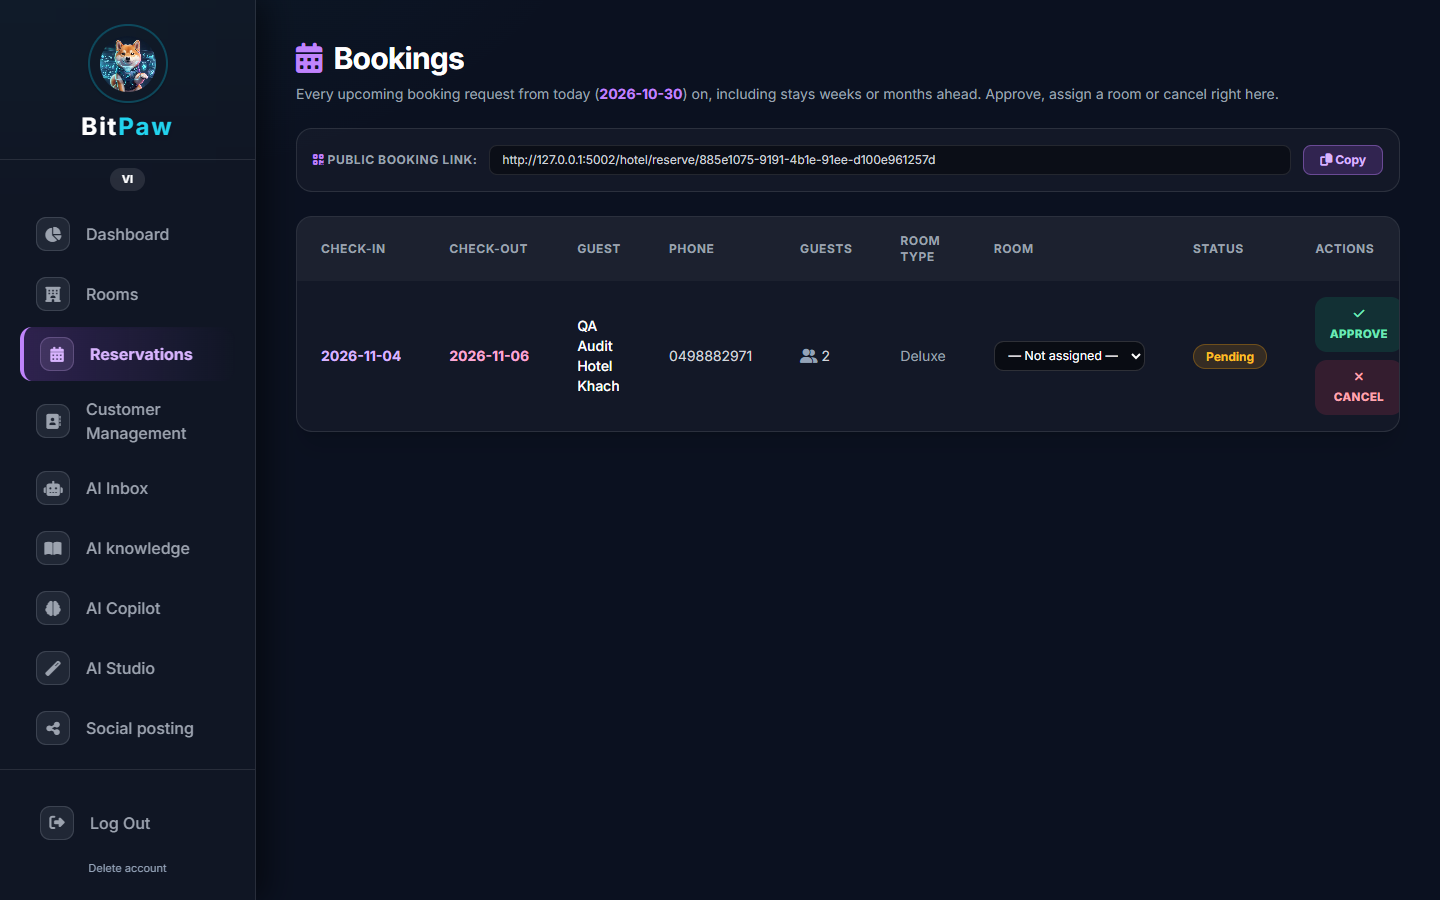 BitPaw
VI
Dashboard
Rooms
Reservations
Customer
Management
AI Inbox
AI knowledge
AI Copilot
AI Studio
Social posting
Log Out
Delete account
Bookings
Every upcoming booking request from today (2026-10-30) on, including stays weeks or months ahead. Approve, assign a room or cancel right here.
PUBLIC BOOKING LINK: http://127.0.0.1:5002/hotel/reserve/885e1075-9191-4b1e-91ee-d100e961257d Copy
CHECK-IN CHECK-OUT GUEST PHONE GUESTS ROOM TYPE ROOM STATUS ACTIONS
2026-11-04 2026-11-06 QA Audit Hotel Khach 0498882971 2 Deluxe — Not assigned — Pending
APPROVE
CANCEL